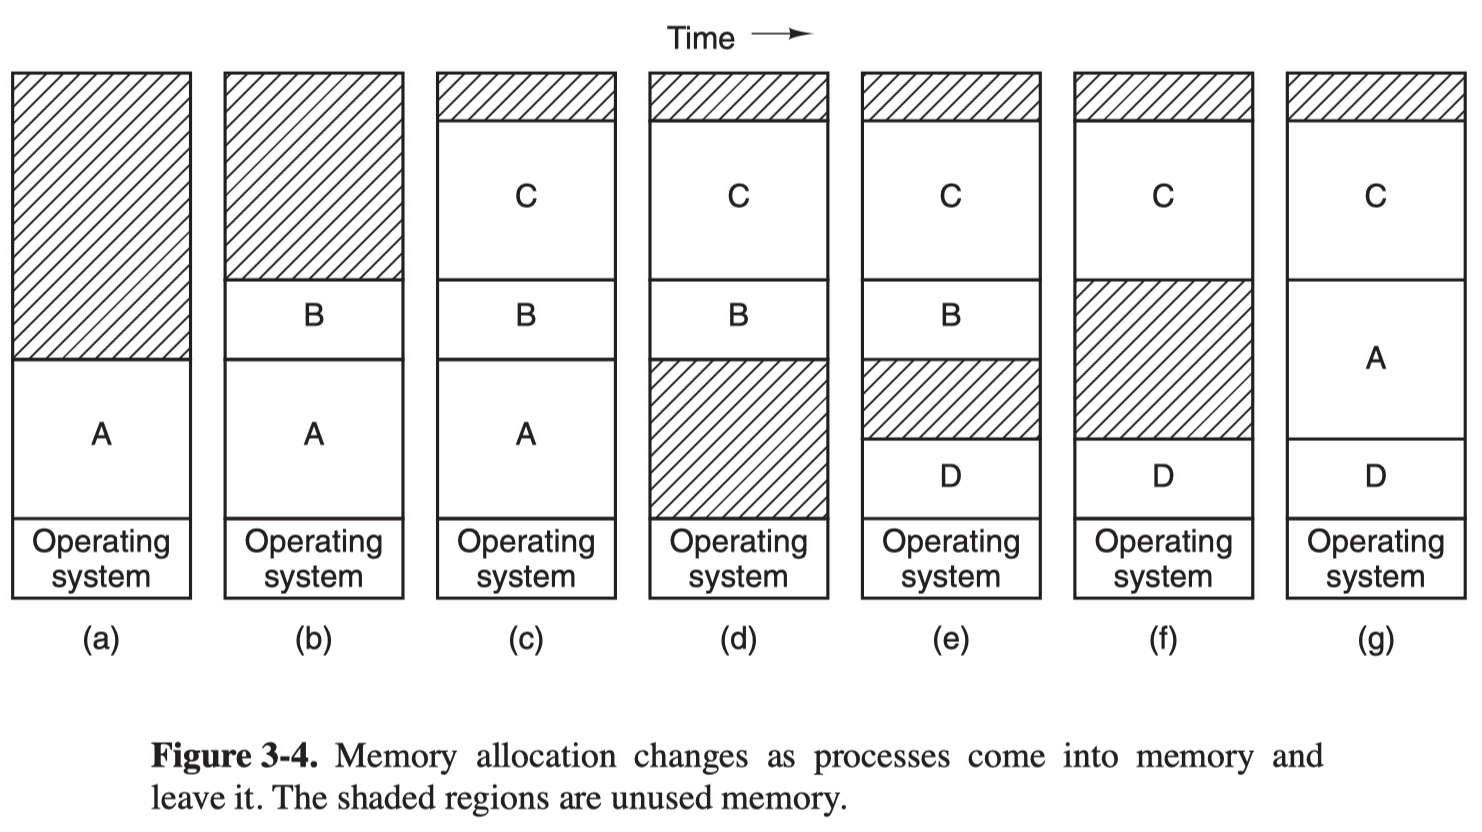 Time
C
C
C
C
C
B
B
B
B
A
A
A
A
D
D
D
Operating
system
Operating
system
Operating
system
Operating
system
Operating
system
Operating
system
Operating
system
(a)
(b)
(c)
(d)
(e)
(f)
(g)
Figure 3-4. Memory allocation changes as processes come into memory and
leave it. The shaded regions are unused memory.